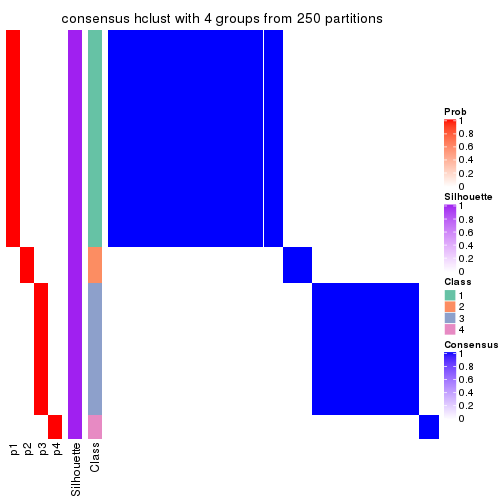 consensus hclust with 4 groups from 250 partitions
Prob
1
0.8
0.6
0.4
0.2
0
Silhouette
1
0.8
0.6
0.4
0.2
0
Class
1
2
3
4
Consensus
1
0.8
0.6
0.4
0.2
0
p1
p2
p3
p4
Silhouette
Class